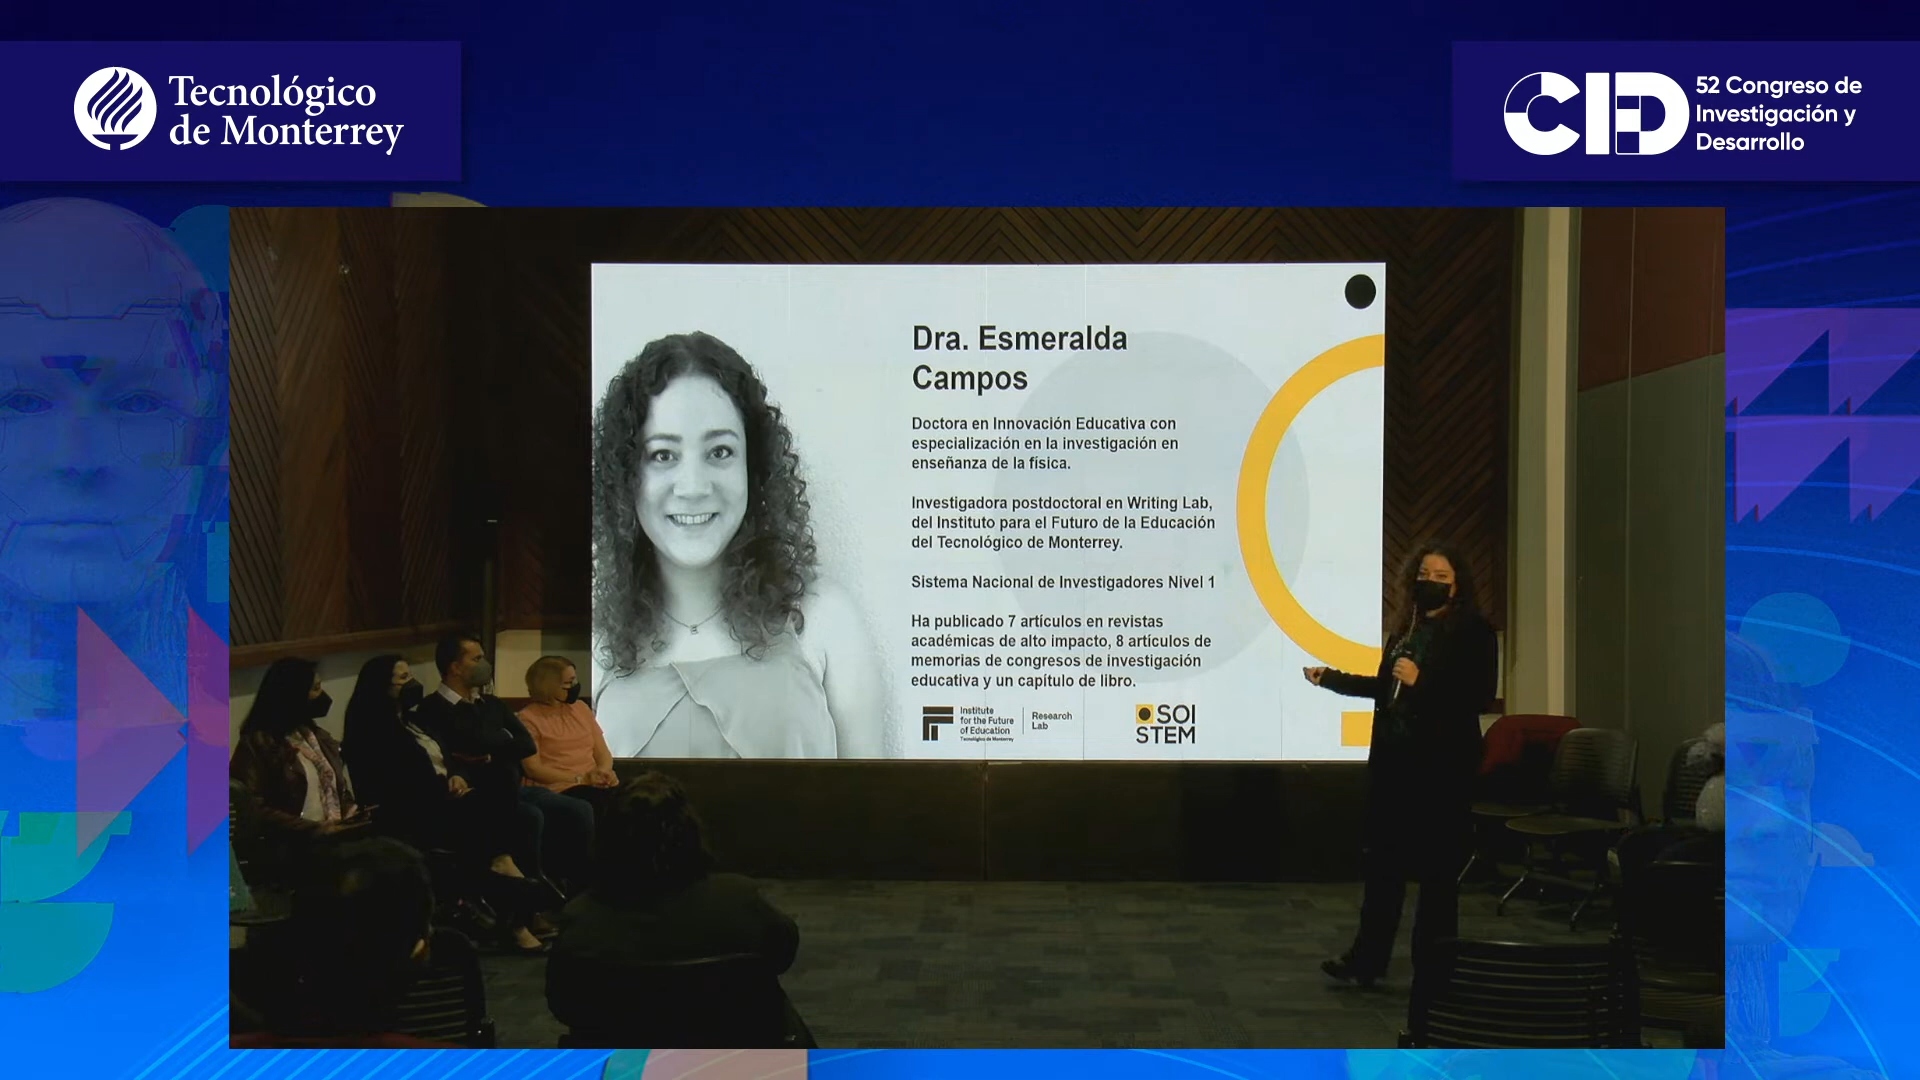 Tecnológico
de Monterrey
CID
52 Congreso de
Investigación y
Desarrollo
Dra. Esmeralda
Campos
Doctora en Innovación Educativa con
especialización en la investigación en
enseñanza de la física.
Investigadora postdoctoral en Writing Lab,
del Instituto para el Futuro de la Educación
del Tecnológico de Monterrey.
Sistema Nacional de Investigadores Nivel 1
Ha publicado 7 artículos en revistas
académicas de alto impacto, 8 artículos de
memorias de congresos de investigación
educativa y un capítulo de libro.
Institute
for the Future
of Education
Tecnológico de Monterrey
Research
Lab
SOI
STEM